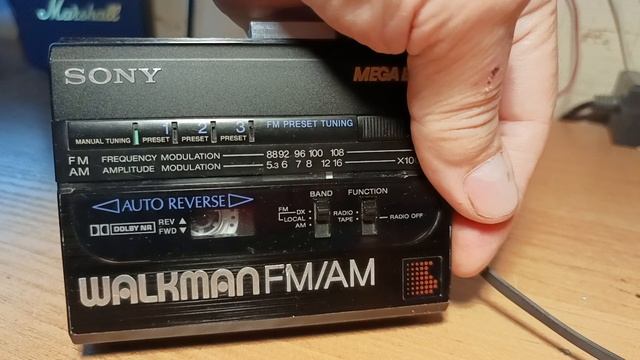 Marshall
SONY
MEGA
1 2 3 FM PRESET TUNING
MANUAL TUNING PRESET PRESET PRESET
FM FREQUENCY MODULATION 88 92 96 100 108
AM AMPLITUDE MODULATION 5.3 6 7 8 12 16 ×10
AUTO REVERSE
BAND FUNCTION
DOLBY NR
REV ▲
FWD ▼
FM DX
LOCAL
AM
RADIO
TAPE
RADIO OFF
WALKMAN FM/AM